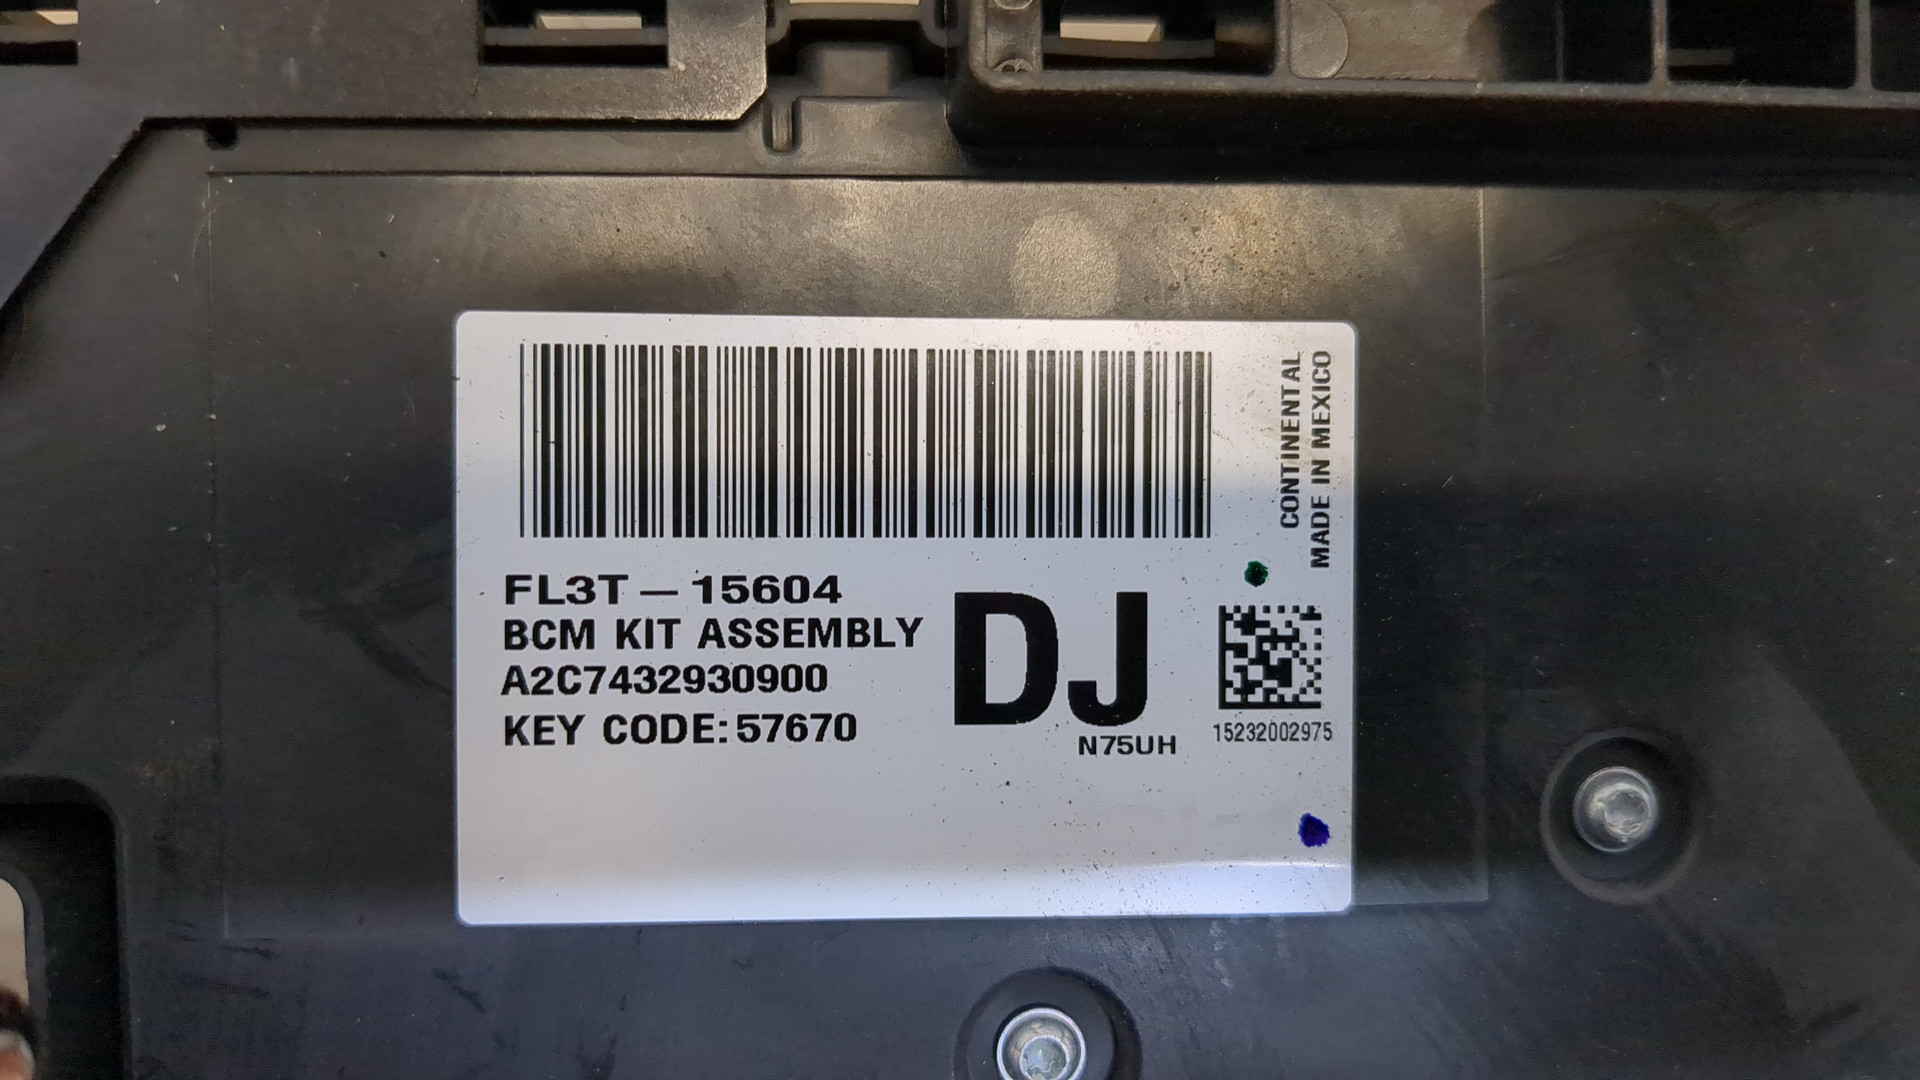 FL3T — 15604
BCM KIT ASSEMBLY
A2C7432930900
KEY CODE: 57670
DJ
N75UH
CONTINENTAL
MADE IN MEXICO
15232002975